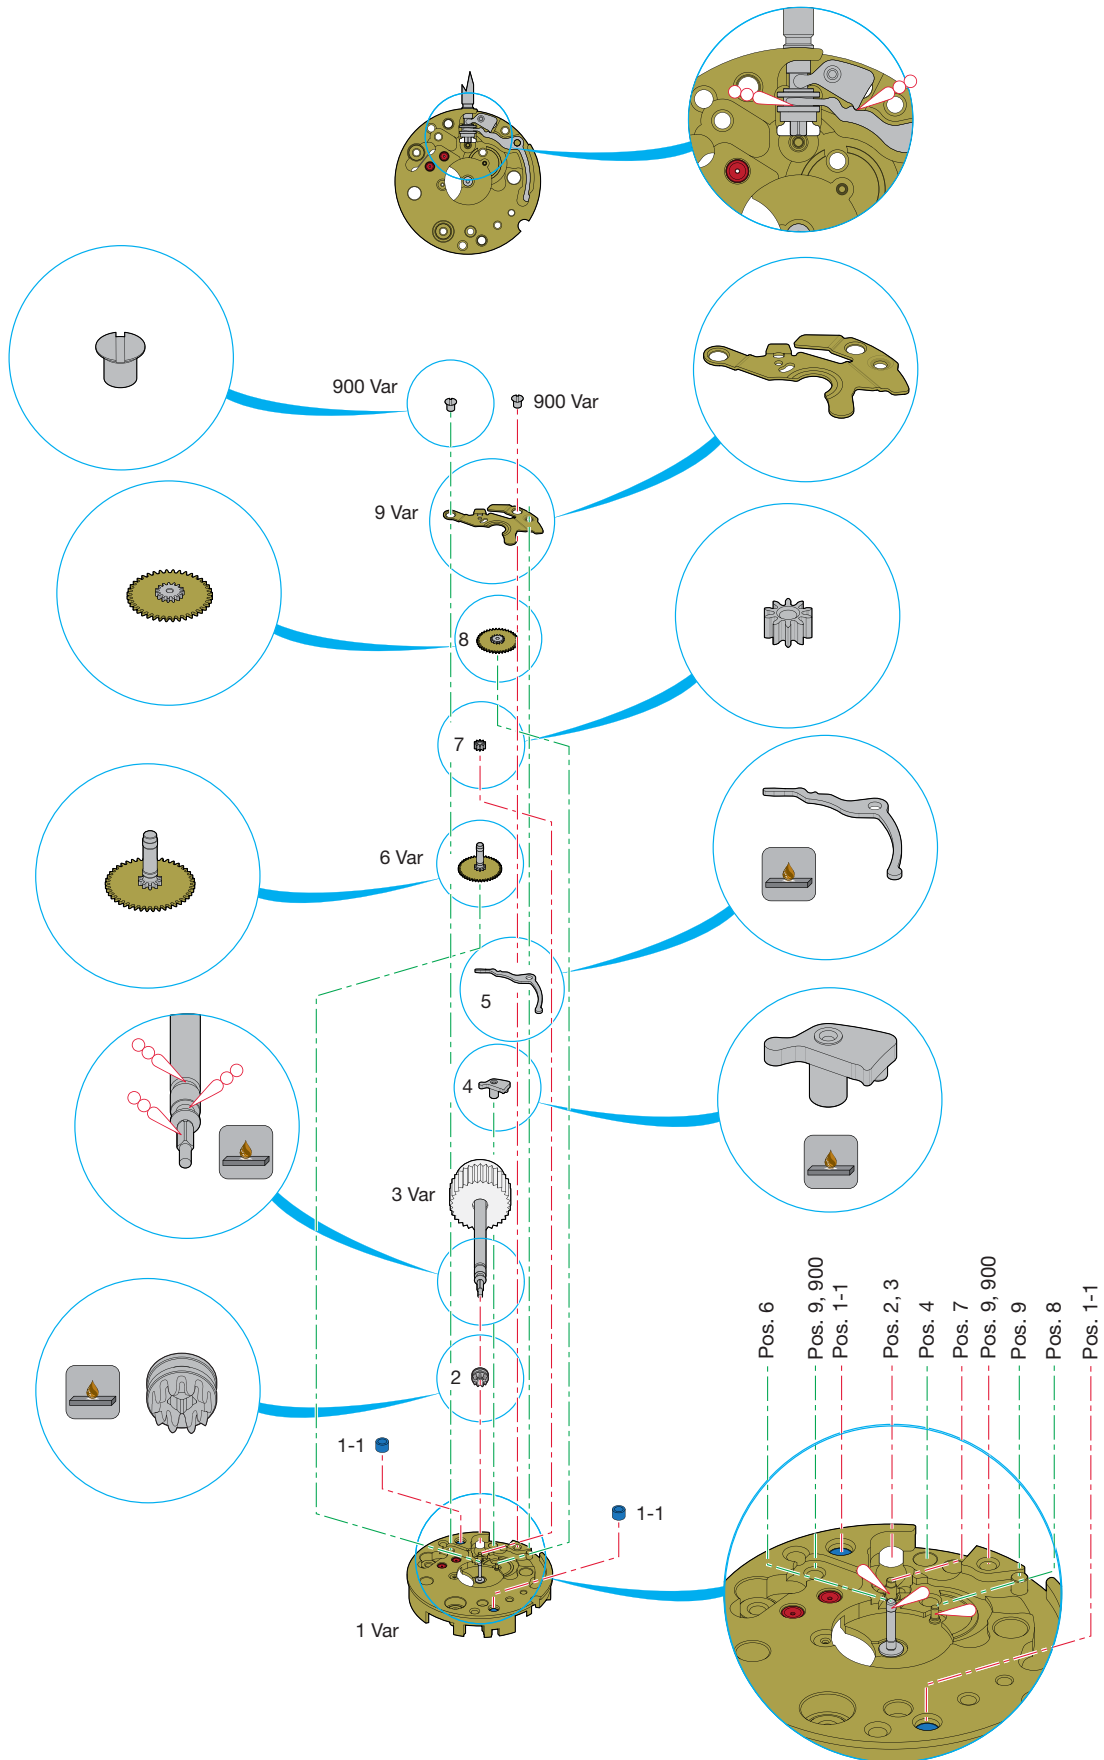 900 Var
900 Var
9 Var
8
7
6 Var
5
4
3 Var
2
1-1
1-1
1 Var
Pos. 6
Pos. 9, 900
Pos. 1-1
Pos. 2, 3
Pos. 4
Pos. 7
Pos. 9, 900
Pos. 9
Pos. 8
Pos. 1-1